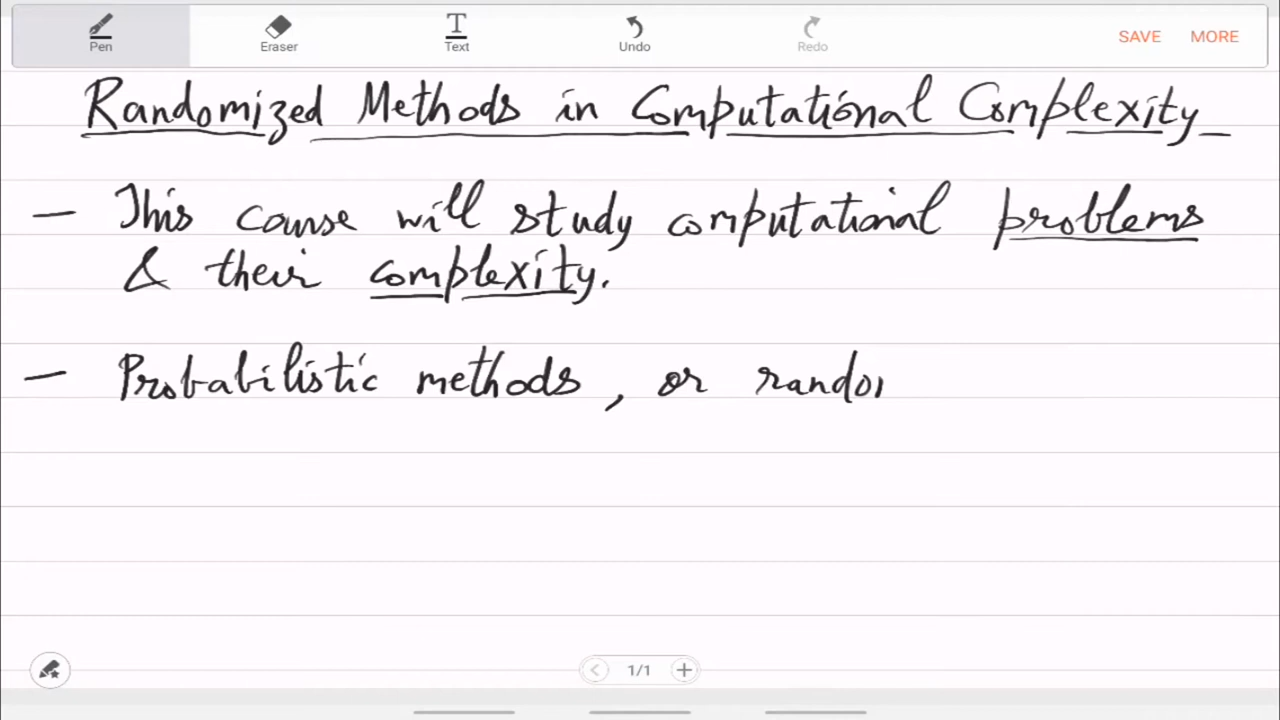 Pen Eraser Text Undo Redo SAVE MORE
Randomized Methods in Computational Complexity
- This course will study computational problems
& their complexity.
- Probabilistic methods, or
1/1